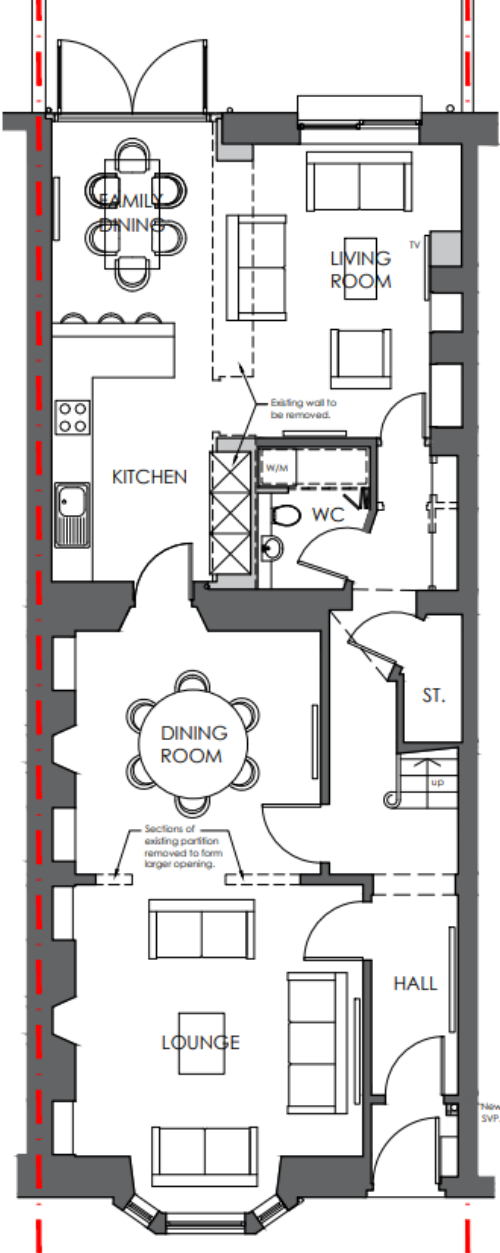 FAMILY
DINING
TV
LIVING
ROOM
Existing wall to
be removed.
W/M
KITCHEN
WC
ST.
DINING
ROOM
up
Sections of
existing partition
removed to form
larger opening.
HALL
LOUNGE
New
SVP.